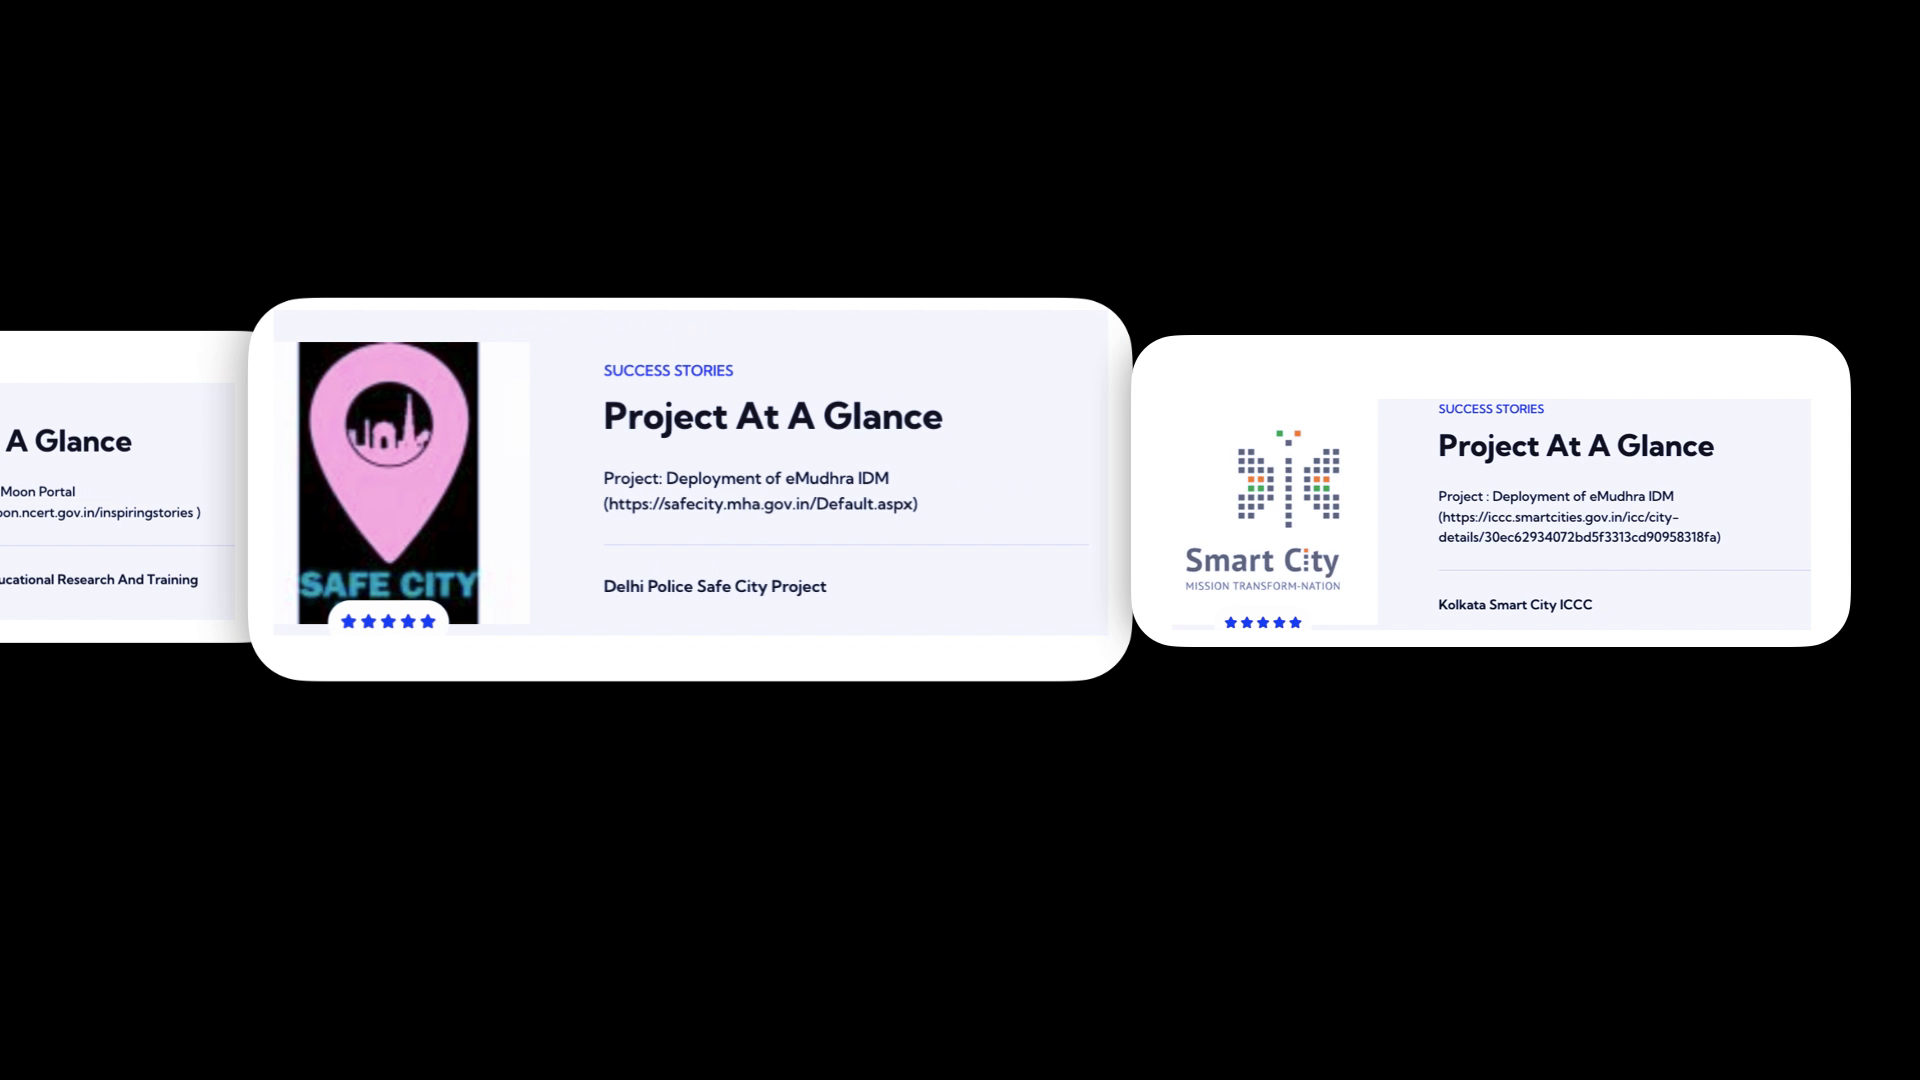 A Glance
Moon Portal
oon.ncert.gov.in/inspiringstories )
ucational Research And Training
SAFE CITY
SUCCESS STORIES
Project At A Glance
Project: Deployment of eMudhra IDM
(https://safecity.mha.gov.in/Default.aspx)
Delhi Police Safe City Project
Smart City
MISSION TRANSFORM-NATION
SUCCESS STORIES
Project At A Glance
Project : Deployment of eMudhra IDM
(https://iccc.smartcities.gov.in/icc/city-
details/30ec62934072bd5f3313cd90958318fa)
Kolkata Smart City ICCC